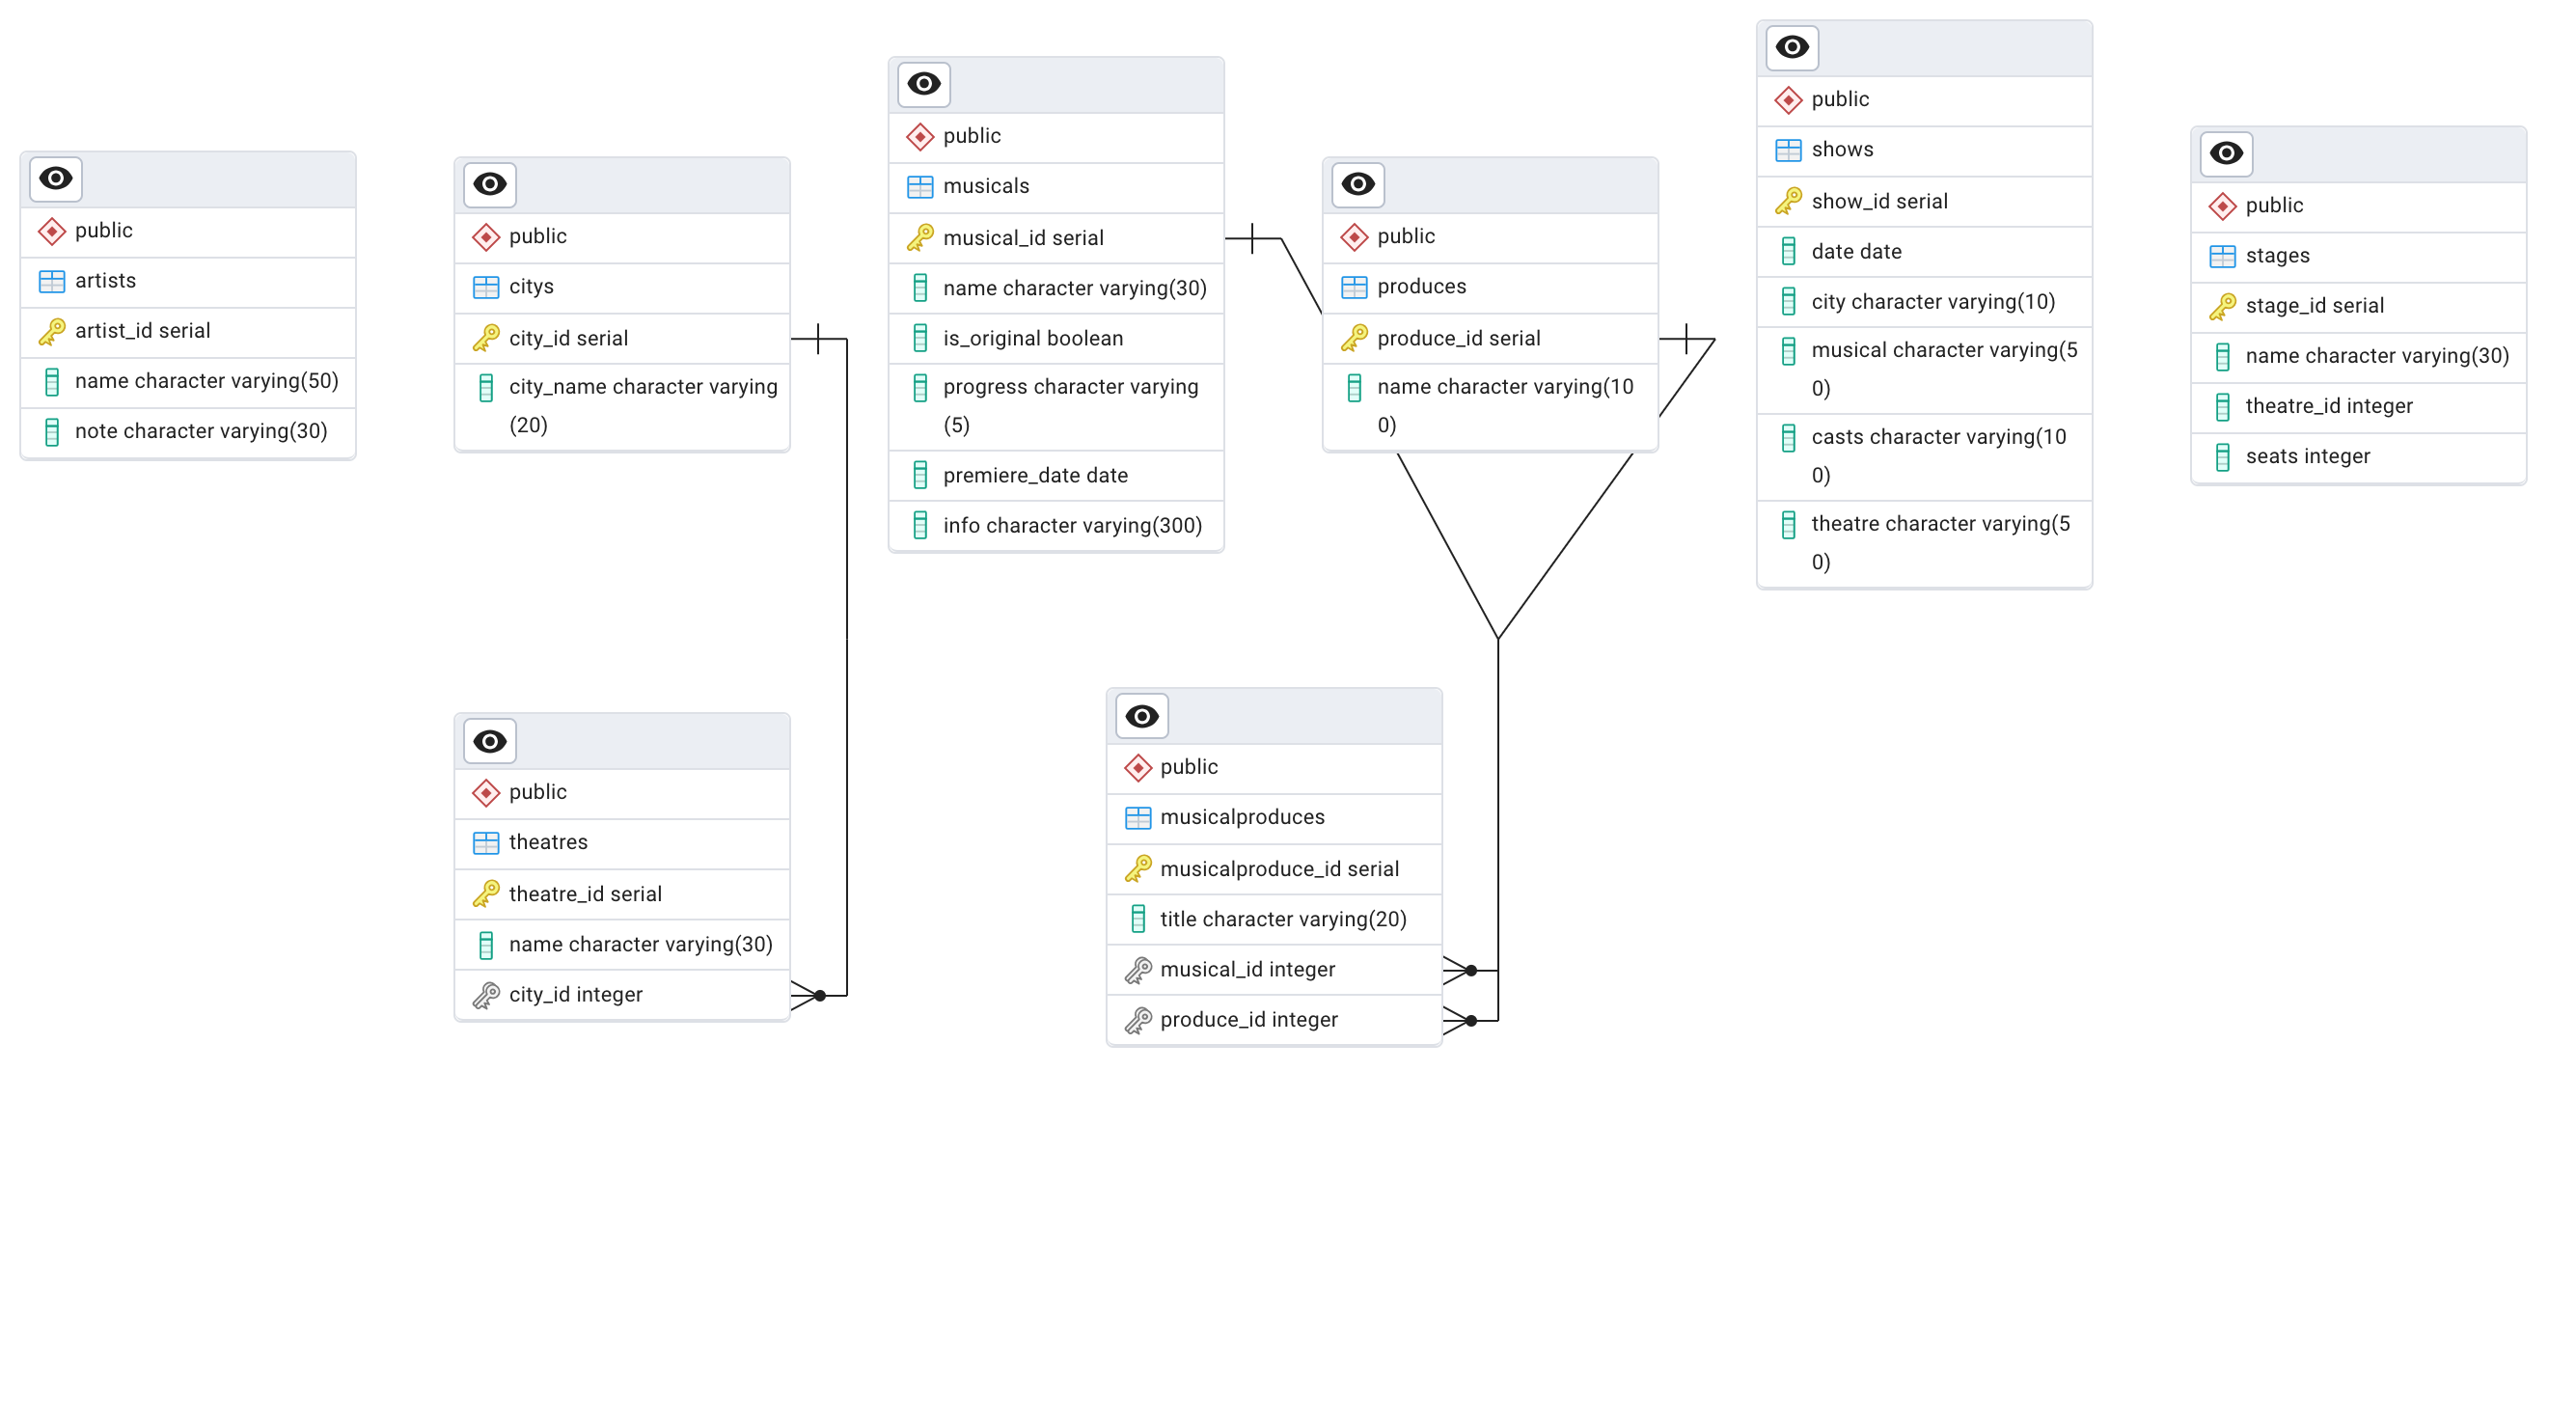 public
artists
artist_id serial
name character varying(50)
note character varying(30)
public
citys
city_id serial
city_name character varying
(20)
public
musicals
musical_id serial
name character varying(30)
is_original boolean
progress character varying
(5)
premiere_date date
info character varying(300)
public
produces
produce_id serial
name character varying(10
0)
public
shows
show_id serial
date date
city character varying(10)
musical character varying(5
0)
casts character varying(10
0)
theatre character varying(5
0)
public
stages
stage_id serial
name character varying(30)
theatre_id integer
seats integer
public
theatres
theatre_id serial
name character varying(30)
city_id integer
public
musicalproduces
musicalproduce_id serial
title character varying(20)
musical_id integer
produce_id integer